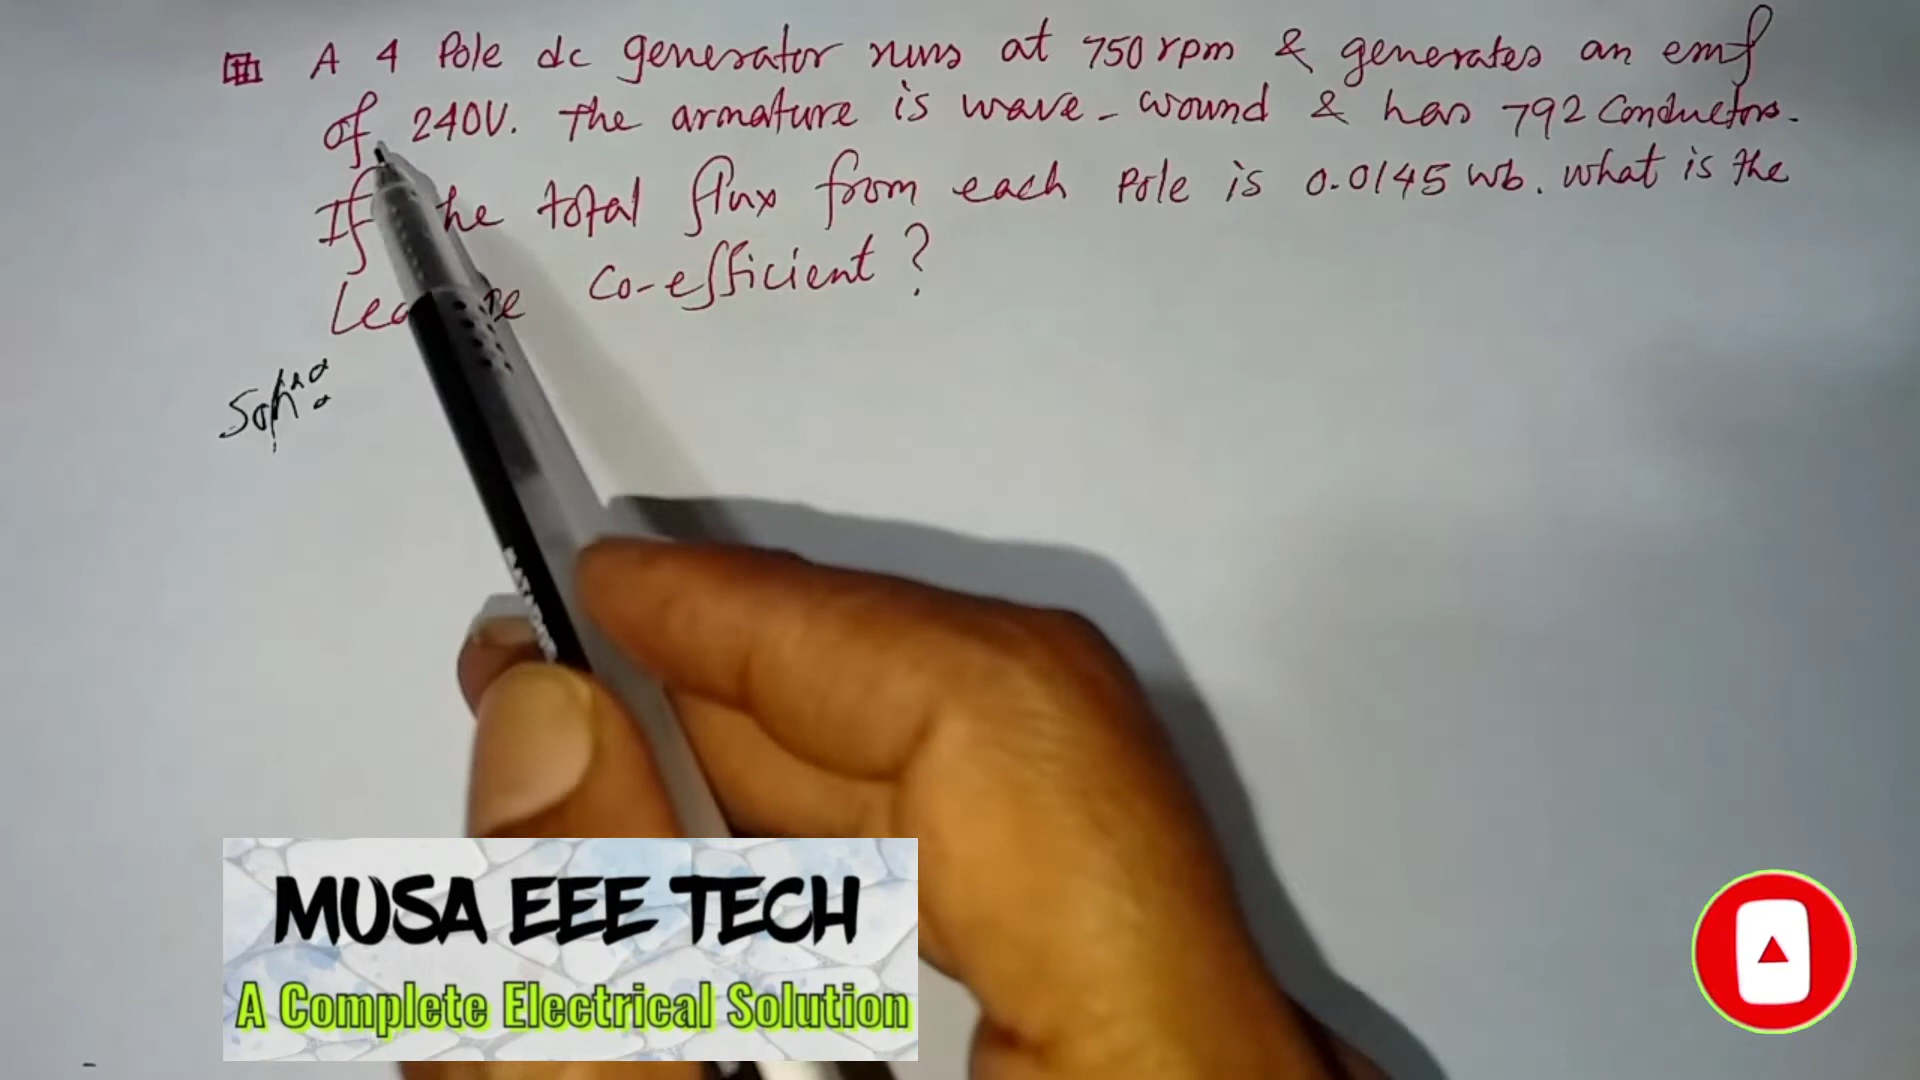 A 4 Pole dc generator runs at 750 rpm & generates an emf
of 240V. The armature is wave-wound & has 792 Conductors.
If he total flux from each Pole is 0.0145 wb. what is the
Co-efficient?
Soln:
MUSA EEE TECH
A Complete Electrical Solution